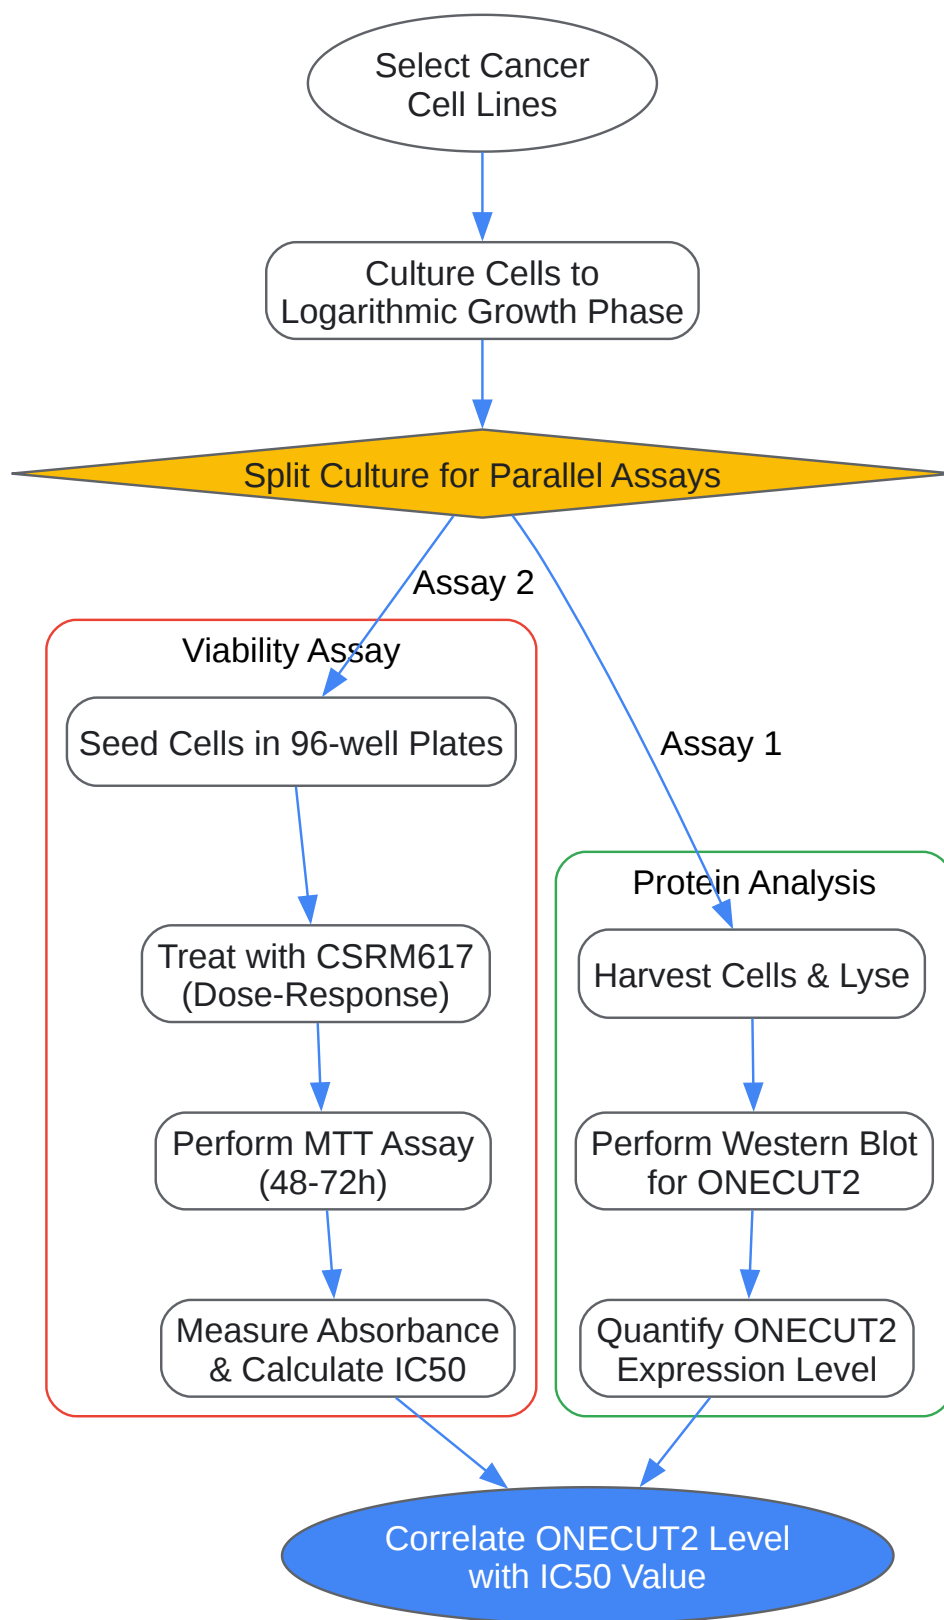 Select Cancer
Cell Lines
Culture Cells to
Logarithmic Growth Phase
Split Culture for Parallel Assays
Assay 2
Viability Assay
Seed Cells in 96-well Plates
Treat with CSRM617
(Dose-Response)
Perform MTT Assay
(48-72h)
Measure Absorbance
& Calculate IC50
Assay 1
Protein Analysis
Harvest Cells & Lyse
Perform Western Blot
for ONECUT2
Quantify ONECUT2
Expression Level
Correlate ONECUT2 Level
with IC50 Value